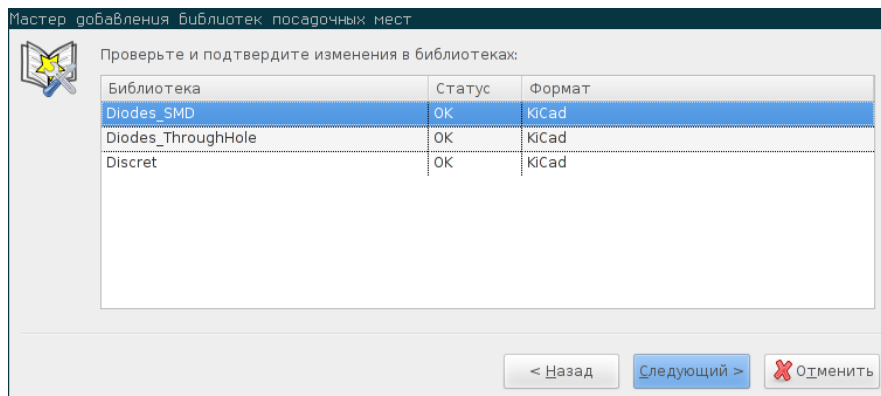 Мастер добавления библиотек посадочных мест
Проверьте и подтвердите изменения в библиотеках:
Библиотека Статус Формат
Diodes_SMD OK KiCad
Diodes_ThroughHole OK KiCad
Discret OK KiCad
< Назад Следующий > Отменить